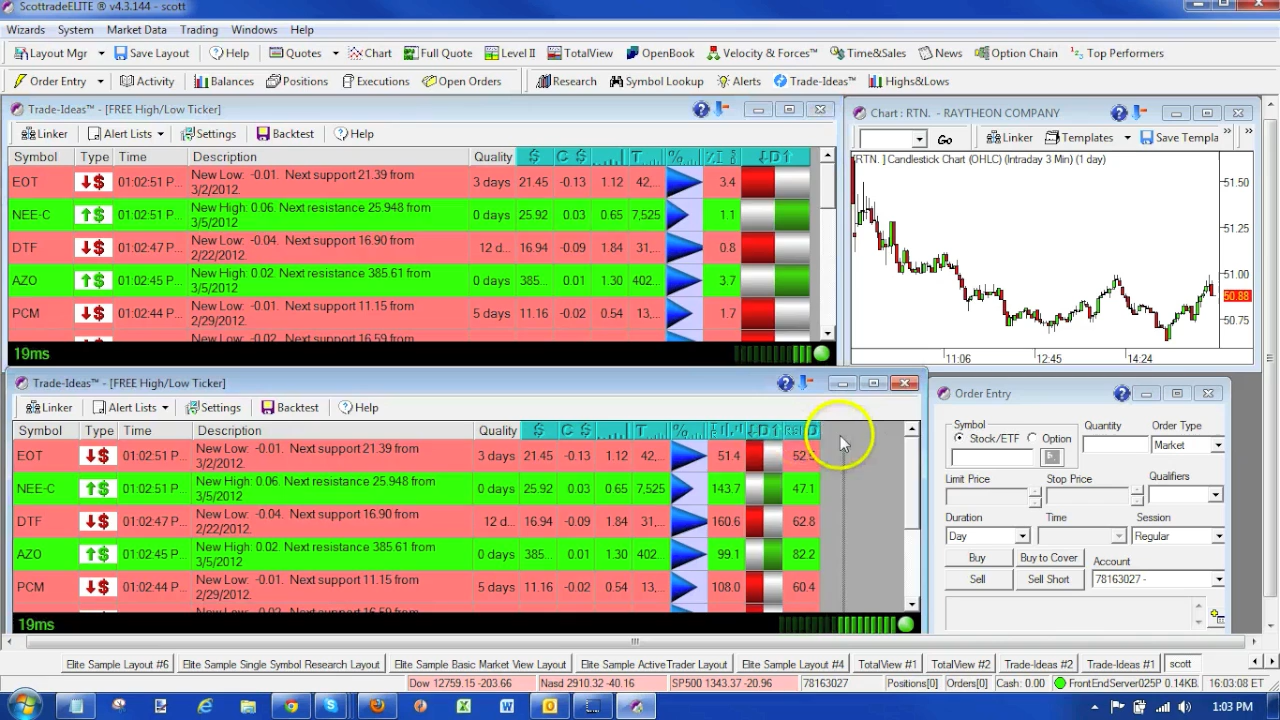 ScottradeELITE ® v4.3.144 - scott
Wizards System Market Data Trading Windows Help
Layout Mgr Save Layout Help Quotes Chart Full Quote Level II TotalView OpenBook Velocity & Forces™ Time&Sales News Option Chain Top Performers
Order Entry Activity Balances Positions Executions Open Orders Research Symbol Lookup Alerts Trade-Ideas™ Highs&Lows
Trade-Ideas™ - [FREE High/Low Ticker]
Linker Alert Lists Settings Backtest Help
Symbol Type Time Description Quality $ C $ T... %
EOT $ 01:02:51 P... New Low: -0.01. Next support 21.39 from 3 days 21.45 -0.13 1.12 42,... 3.4
3/2/2012.
NEE-C $ 01:02:51 P... New High: 0.06. Next resistance 25.948 from 0 days 25.92 0.03 0.65 7,525 1.1
3/5/2012.
DTF $ 01:02:47 P... New Low: -0.04. Next support 16.90 from 12 d... 16.94 -0.09 1.84 31,... 0.8
2/22/2012.
AZO $ 01:02:45 P... New High: 0.02. Next resistance 385.61 from 0 days 385... 0.01 1.30 402... 3.7
3/5/2012.
PCM $ 01:02:44 P... New Low: -0.01. Next support 11.15 from 5 days 11.16 -0.02 0.54 13,... 1.7
2/29/2012.
New Low: -0.02. Next support 16.59 from
19ms
Chart : RTN. - RAYTHEON COMPANY
Go Linker Templates Save Templa
[RTN. ] Candlestick Chart (OHLC) (Intraday 3 Min) (1 day)
51.50
51.25
51.00
50.88
50.75
11:06 12:45 14:24
Trade-Ideas™ - [FREE High/Low Ticker]
Linker Alert Lists Settings Backtest Help
Symbol Type Time Description Quality $ C $ T... %
EOT $ 01:02:51 P... New Low: -0.01. Next support 21.39 from 3 days 21.45 -0.13 1.12 42,... 51.4
3/2/2012.
NEE-C $ 01:02:51 P... New High: 0.06. Next resistance 25.948 from 0 days 25.92 0.03 0.65 7,525 143.7 47.1
3/5/2012.
DTF $ 01:02:47 P... New Low: -0.04. Next support 16.90 from 12 d... 16.94 -0.09 1.84 31,... 160.6 62.8
2/22/2012.
AZO $ 01:02:45 P... New High: 0.02. Next resistance 385.61 from 0 days 385... 0.01 1.30 402... 99.1 82.2
3/5/2012.
PCM $ 01:02:44 P... New Low: -0.01. Next support 11.15 from 5 days 11.16 -0.02 0.54 13,... 108.0 60.4
2/29/2012.
19ms
Order Entry
Symbol Quantity Order Type
Stock/ETF Option Market
Limit Price Stop Price Qualifiers
Duration Time Session
Day Regular
Buy Buy to Cover Account
Sell Sell Short 78163027 -
Elite Sample Layout #6 Elite Sample Single Symbol Research Layout Elite Sample Basic Market View Layout Elite Sample ActiveTrader Layout Elite Sample Layout #4 TotalView #1 TotalView #2 Trade-Ideas #2 Trade-Ideas #1 scott
Dow 12759.15 -203.66 Nasd 2910.32 -40.16 SP500 1343.37 -20.96 78163027 Positions[0] Orders[0] Cash: 0.00 FrontEndServer025P 0.14KB. 16:03:08 ET
1:03 PM